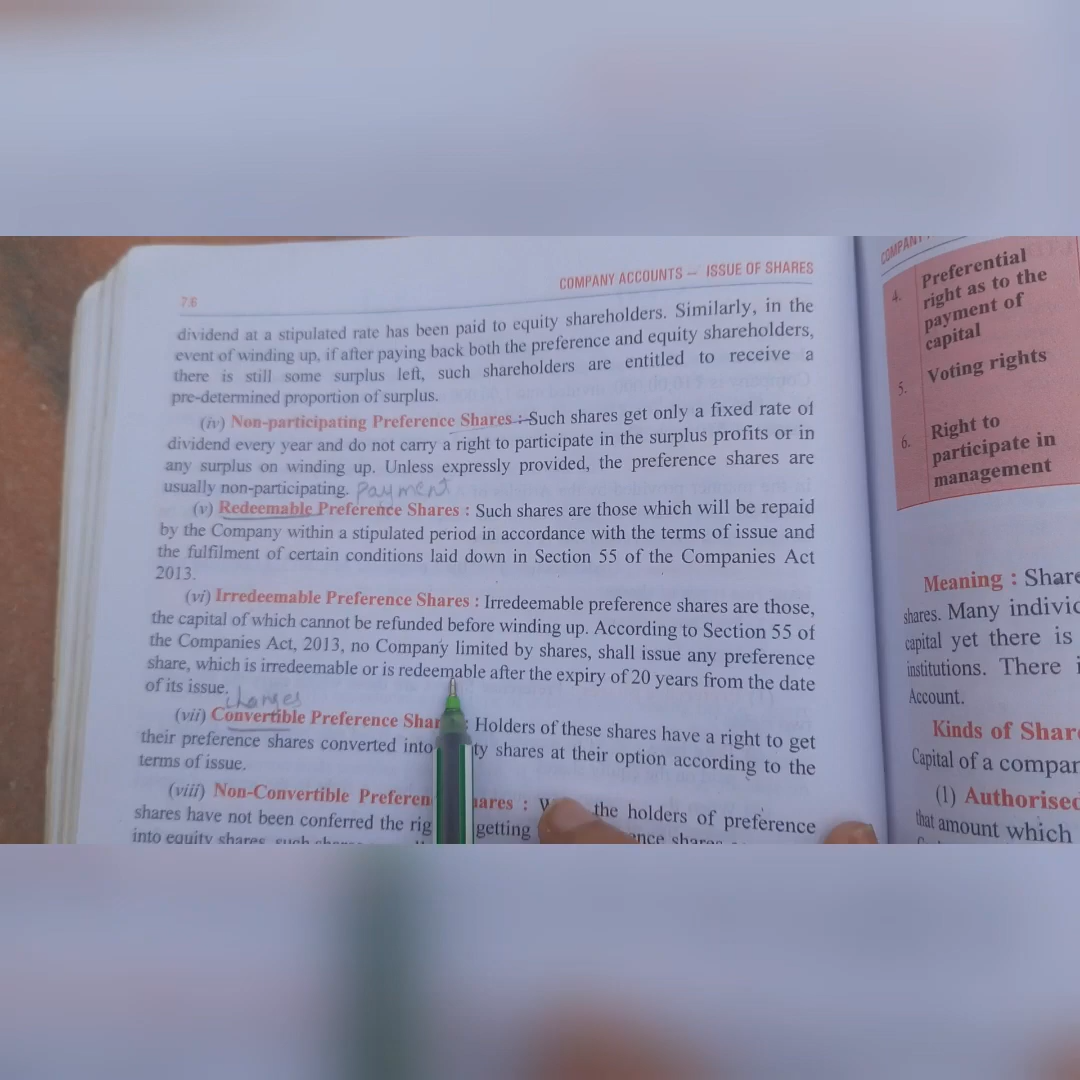 COMPANY ACCOUNTS – ISSUE OF SHARES
7.6
dividend at a stipulated rate has been paid to equity shareholders. Similarly, in the
event of winding up, if after paying back both the preference and equity shareholders,
there is still some surplus left, such shareholders are entitled to receive a
pre-determined proportion of surplus.
(iv) Non-participating Preference Shares : Such shares get only a fixed rate of
dividend every year and do not carry a right to participate in the surplus profits or in
any surplus on winding up. Unless expressly provided, the preference shares are
usually non-participating. payment
(v) Redeemable Preference Shares : Such shares are those which will be repaid
by the Company within a stipulated period in accordance with the terms of issue and
the fulfilment of certain conditions laid down in Section 55 of the Companies Act
2013.
(vi) Irredeemable Preference Shares : Irredeemable preference shares are those,
the capital of which cannot be refunded before winding up. According to Section 55 of
the Companies Act, 2013, no Company limited by shares, shall issue any preference
share, which is irredeemable or is redeemable after the expiry of 20 years from the date
of its issue. changes
(vii) Convertible Preference Shar : Holders of these shares have a right to get
their preference shares converted into ty shares at their option according to the
terms of issue.
(viii) Non-Convertible Preferen hares : the holders of preference
shares have not been conferred the rig getting ence shares
into equity shares, such
COMPANY
4. Preferential
right as to the
payment of
capital
5. Voting rights
6. Right to
participate in
management
Meaning : Share
shares. Many indivic
capital yet there is
institutions. There i
Account.
Kinds of Share
Capital of a compan
(1) Authorised
that amount which